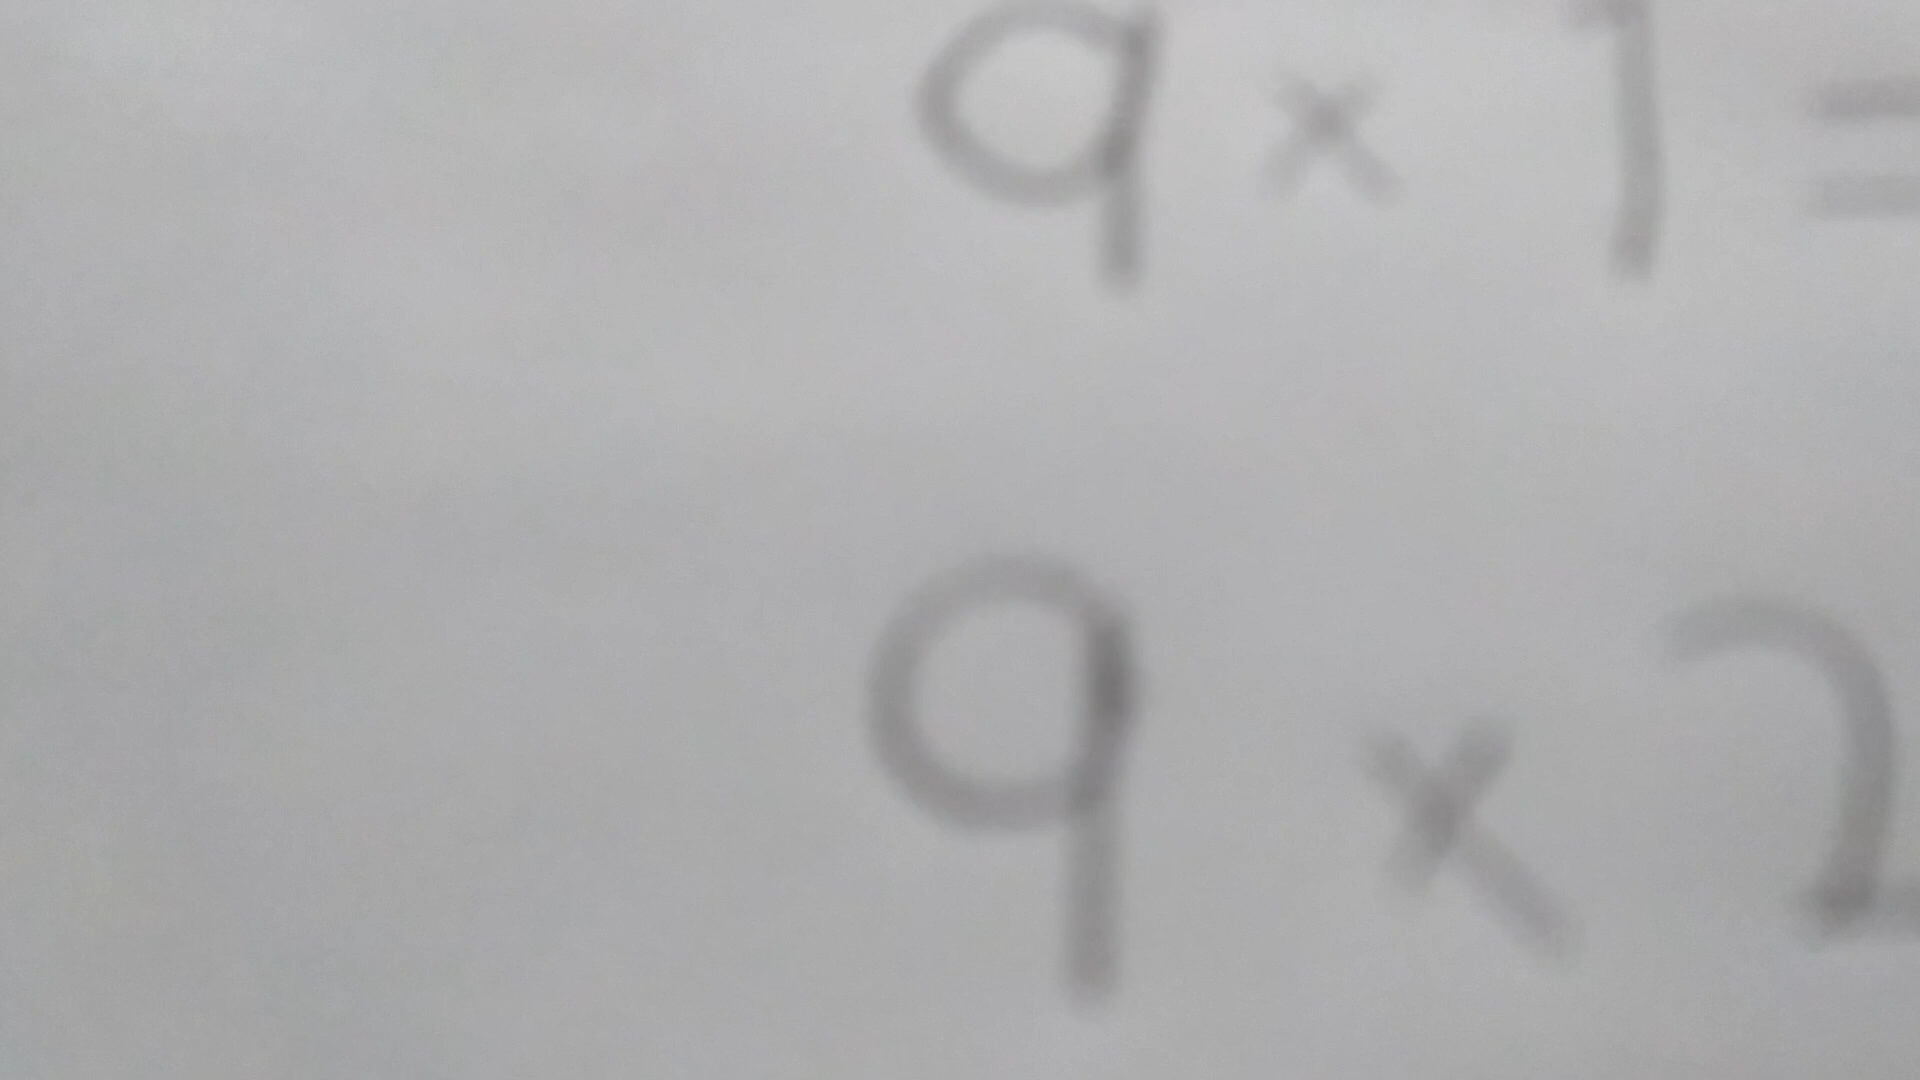 9 × 1 =
9 × 2